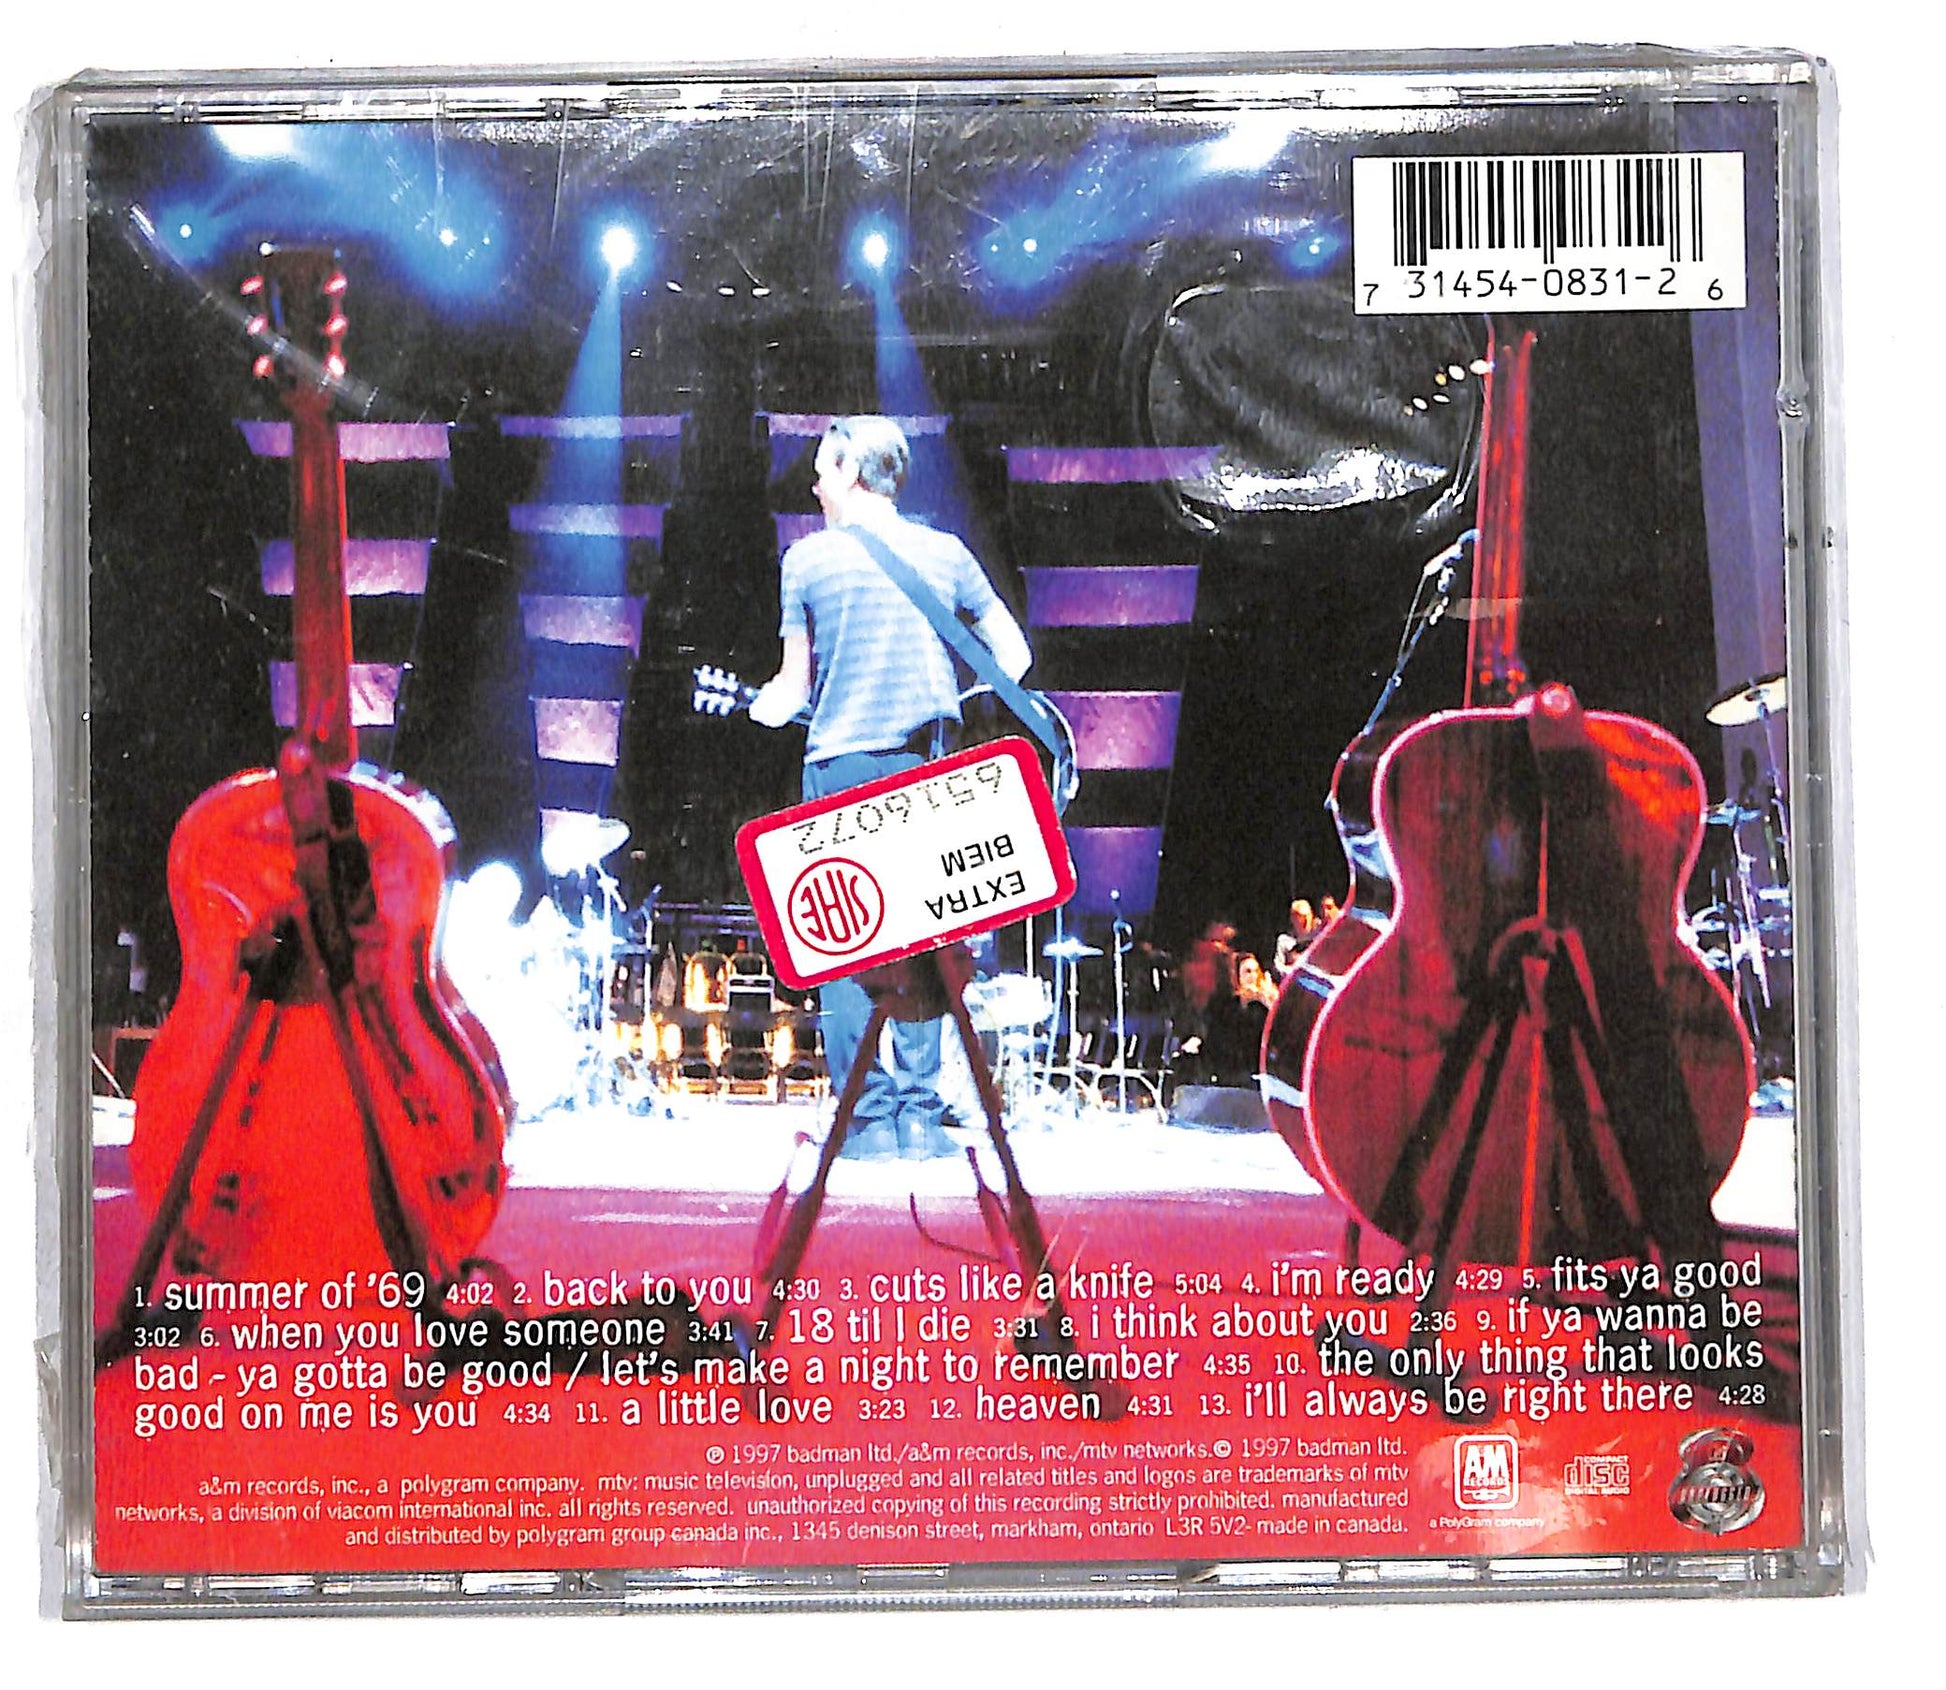 7 31454-0831-2 6
6516072
SIAE
EXTRA
BIEM
1. summer of '69 4:02 2. back to you 4:30 3. cuts like a knife 5:04 4. i'm ready 4:29 5. fits ya good
3:02 6. when you love someone 3:41 7. 18 til I die 3:31 8. i think about you 2:36 9. if ya wanna be
bad - ya gotta be good / let's make a night to remember 4:35 10. the only thing that looks
good on me is you 4:34 11. a little love 3:23 12. heaven 4:31 13. i'll always be right there 4:28
℗ 1997 badman ltd./a&m records, inc./mtv networks.© 1997 badman ltd.
a&m records, inc., a polygram company. mtv: music television, unplugged and all related titles and logos are trademarks of mtv
networks, a division of viacom international inc. all rights reserved. unauthorized copying of this recording strictly prohibited. manufactured
and distributed by polygram group canada inc., 1345 denison street, markham, ontario L3R 5V2- made in canada.
A&M
RECORDS
a PolyGram company
COMPACT
disc
DIGITAL AUDIO